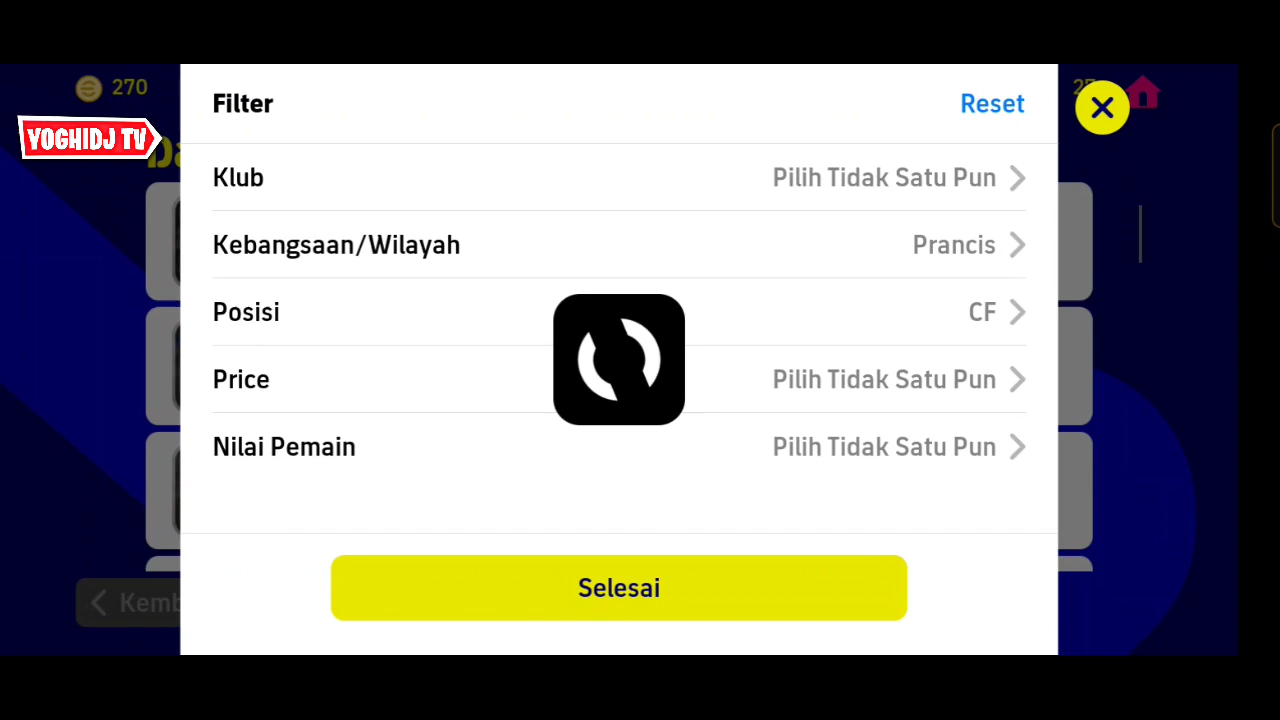 270
Filter
Reset
YOGHIDJ TV
Klub
Pilih Tidak Satu Pun
Kebangsaan/Wilayah
Prancis
Posisi
CF
Price
Pilih Tidak Satu Pun
Nilai Pemain
Pilih Tidak Satu Pun
Selesai